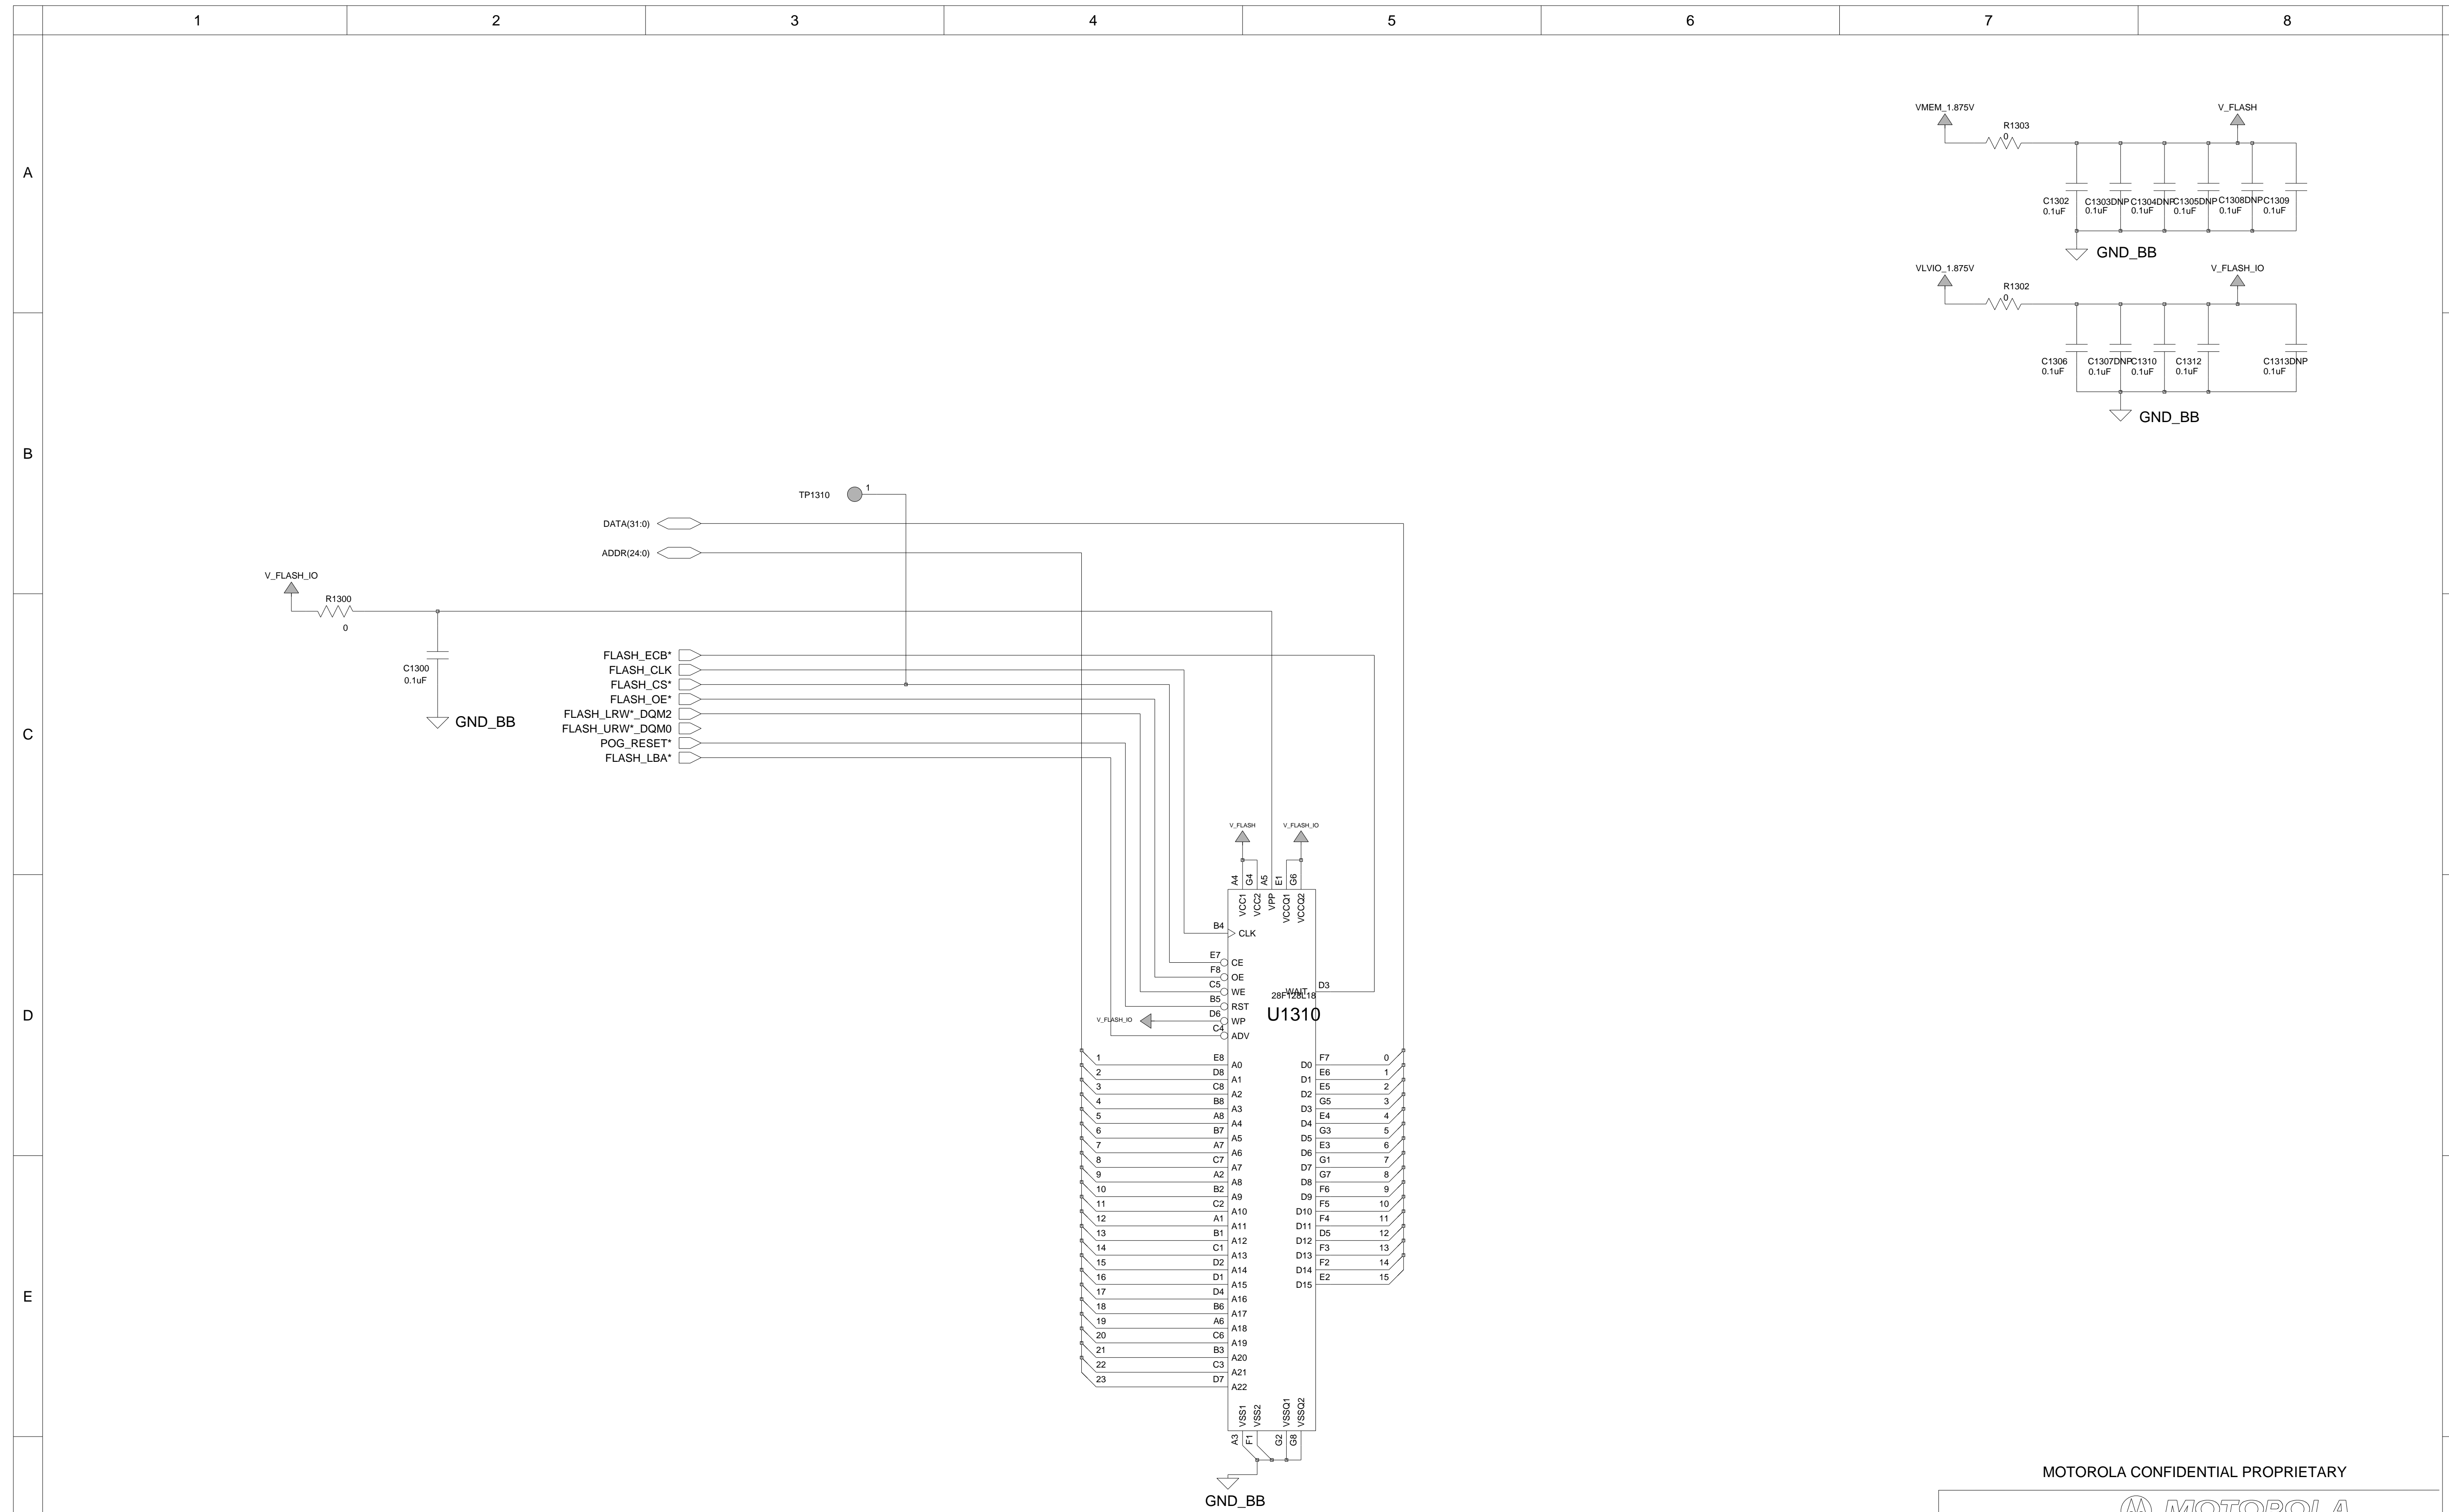 1 2 3 4 5 6 7 8
VMEM_1.875V
V_FLASH
R1303
0
A
C1302
0.1uF
C1303DNP
0.1uF
C1304DNP
0.1uF
C1305DNP
0.1uF
C1308DNP
0.1uF
C1309
0.1uF
GND_BB
VLVIO_1.875V
V_FLASH_IO
R1302
0
C1306
0.1uF
C1307DNP
0.1uF
C1310
0.1uF
C1312
0.1uF
C1313DNP
0.1uF
GND_BB
B
TP1310
1
DATA(31:0)
ADDR(24:0)
V_FLASH_IO
R1300
0
C1300
0.1uF
GND_BB
C
FLASH_ECB*
FLASH_CLK
FLASH_CS*
FLASH_OE*
FLASH_LRW*_DQM2
FLASH_URW*_DQM0
POG_RESET*
FLASH_LBA*
V_FLASH
V_FLASH_IO
A4 G4 A5 E1 G6
VCC1 VCC2 VPP VCCQ1 VCCQ2
B4 CLK
E7 CE
F8 OE
C5 WE
WAIT D3
28F128L18
B5 RST
U1310
D
V_FLASH_IO
D6 WP
C4 ADV
1 E8 A0 D0 F7 0
2 D8 A1 D1 E6 1
3 C8 A2 D2 E5 2
4 B8 A3 D3 G5 3
5 A8 A4 D4 E4 4
6 B7 A5 D5 G3 5
7 A7 A6 D6 E3 6
8 C7 A7 D7 G1 7
9 A2 A8 D8 G7 8
10 B2 A9 D9 F6 9
11 C2 A10 D10 F5 10
12 A1 A11 D11 F4 11
13 B1 A12 D12 D5 12
14 C1 A13 D13 F3 13
15 D2 A14 D14 F2 14
16 D1 A15 D15 E2 15
E
17 D4 A16
18 B6 A17
19 A6 A18
20 C6 A19
21 B3 A20
22 C3 A21
23 D7 A22
VSS1 VSS2 VSSQ1 VSSQ2
A3 F1 G2 G8
GND_BB
MOTOROLA CONFIDENTIAL PROPRIETARY
MOTOROLA